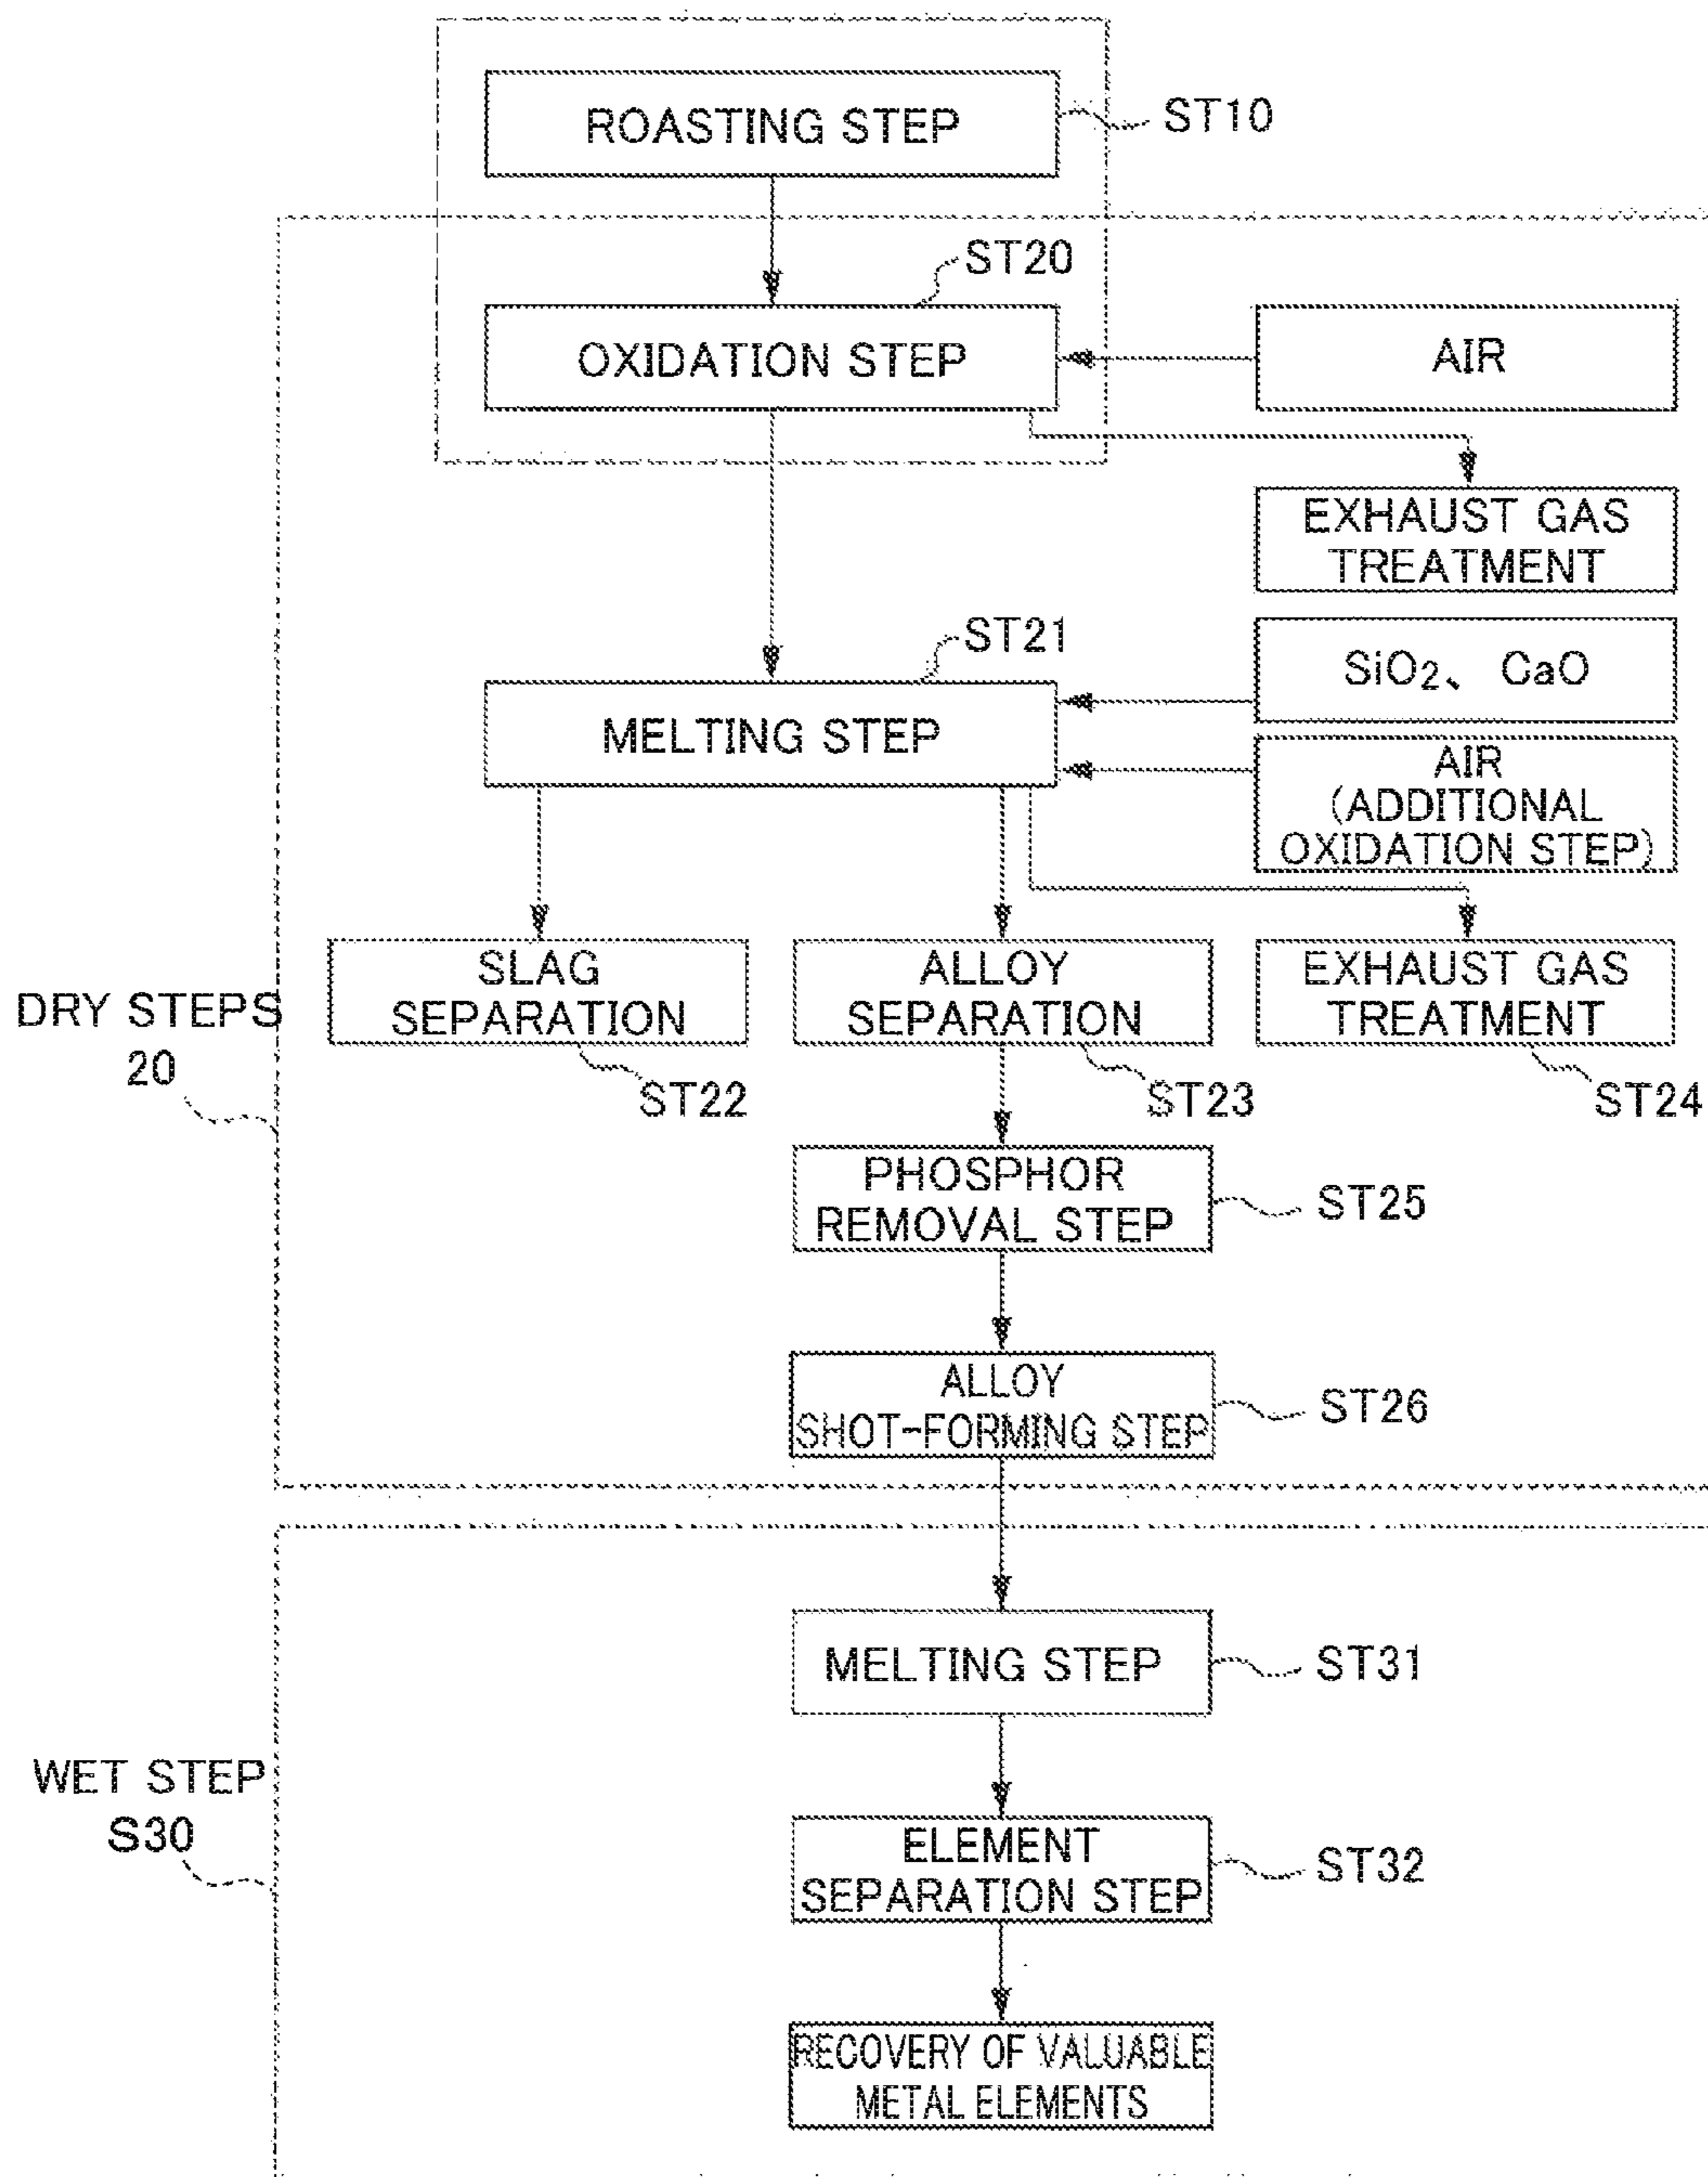 ROASTING STEP
ST10
ST20
OXIDATION STEP
AIR
EXHAUST GAS
TREATMENT
ST21
SiO₂、 CaO
MELTING STEP
AIR
(ADDITIONAL
OXIDATION STEP)
SLAG
SEPARATION
ALLOY
SEPARATION
EXHAUST GAS
TREATMENT
DRY STEPS
20
ST22
ST23
ST24
PHOSPHOR
REMOVAL STEP
ST25
ALLOY
SHOT-FORMING STEP
ST26
MELTING STEP
ST31
WET STEP
S30
ELEMENT
SEPARATION STEP
ST32
RECOVERY OF VALUABLE
METAL ELEMENTS